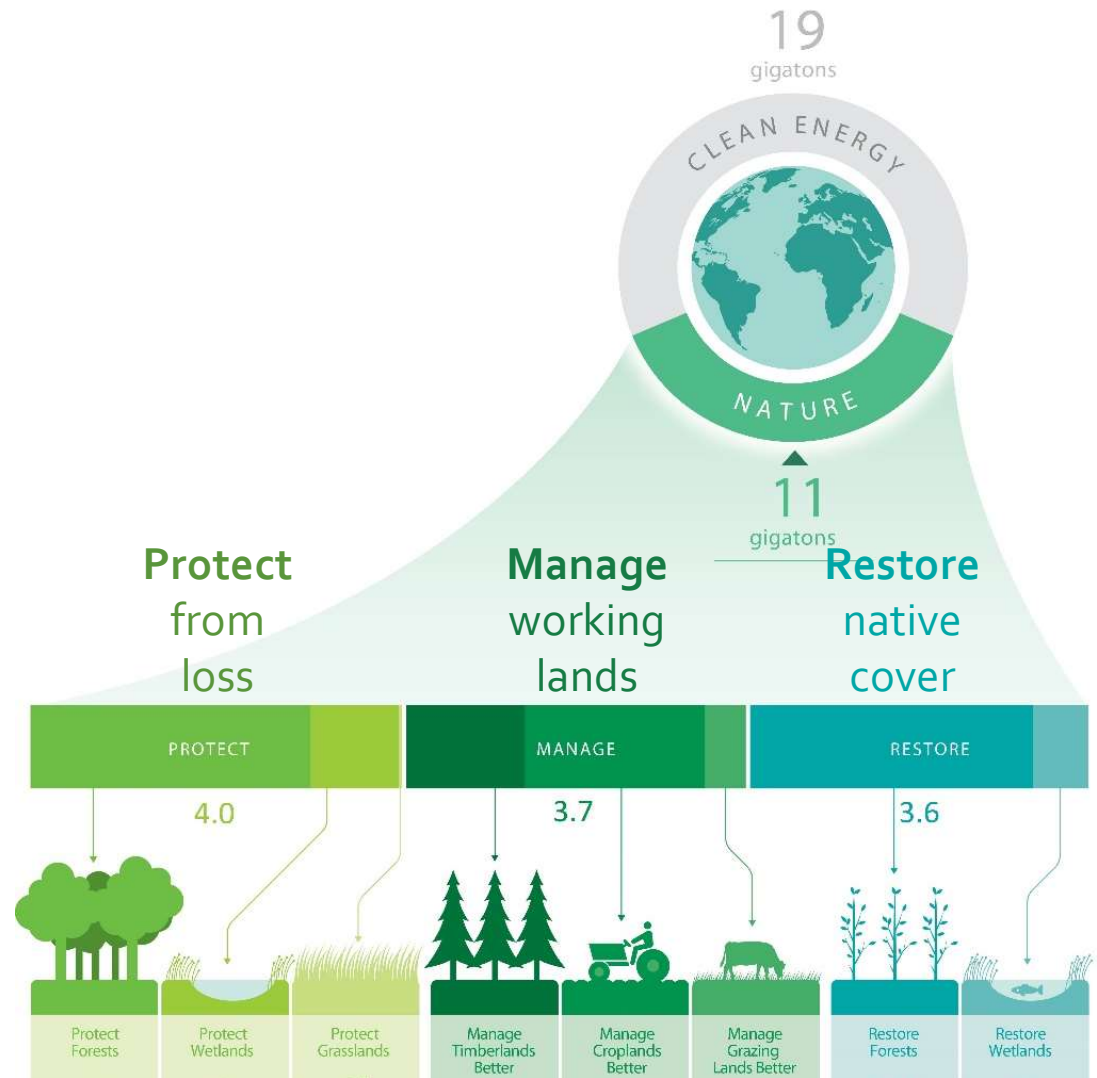 19
gigatons
CLEAN ENERGY
NATURE
11
gigatons
Protect
from
loss
Manage
working
lands
Restore
native
cover
PROTECT
MANAGE
RESTORE
4.0
3.7
3.6
Protect
Forests
Protect
Wetlands
Protect
Grasslands
Manage
Timberlands
Better
Manage
Croplands
Better
Manage
Grazing
Lands Better
Restore
Forests
Restore
Wetlands